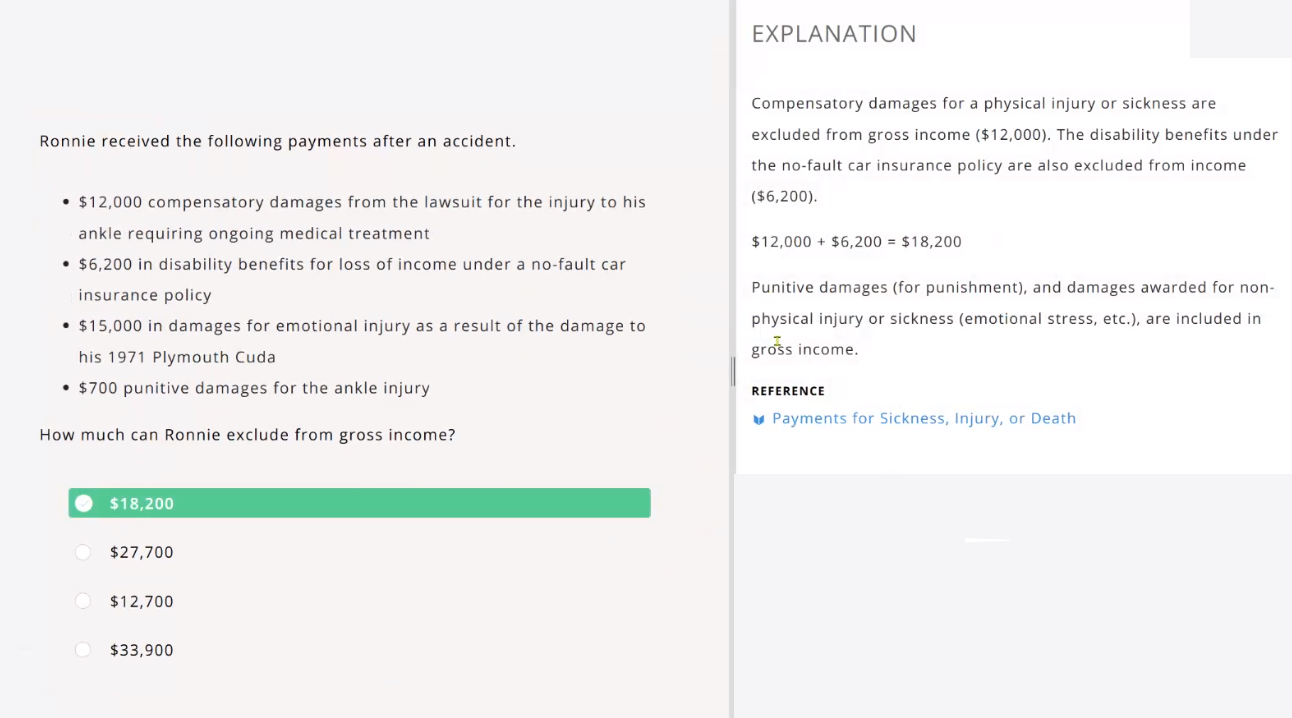 Ronnie received the following payments after an accident.
• $12,000 compensatory damages from the lawsuit for the injury to his
ankle requiring ongoing medical treatment
• $6,200 in disability benefits for loss of income under a no-fault car
insurance policy
• $15,000 in damages for emotional injury as a result of the damage to
his 1971 Plymouth Cuda
• $700 punitive damages for the ankle injury
How much can Ronnie exclude from gross income?
$18,200
$27,700
$12,700
$33,900
EXPLANATION
Compensatory damages for a physical injury or sickness are
excluded from gross income ($12,000). The disability benefits under
the no-fault car insurance policy are also excluded from income
($6,200).
$12,000 + $6,200 = $18,200
Punitive damages (for punishment), and damages awarded for non-
physical injury or sickness (emotional stress, etc.), are included in
gross income.
REFERENCE
Payments for Sickness, Injury, or Death